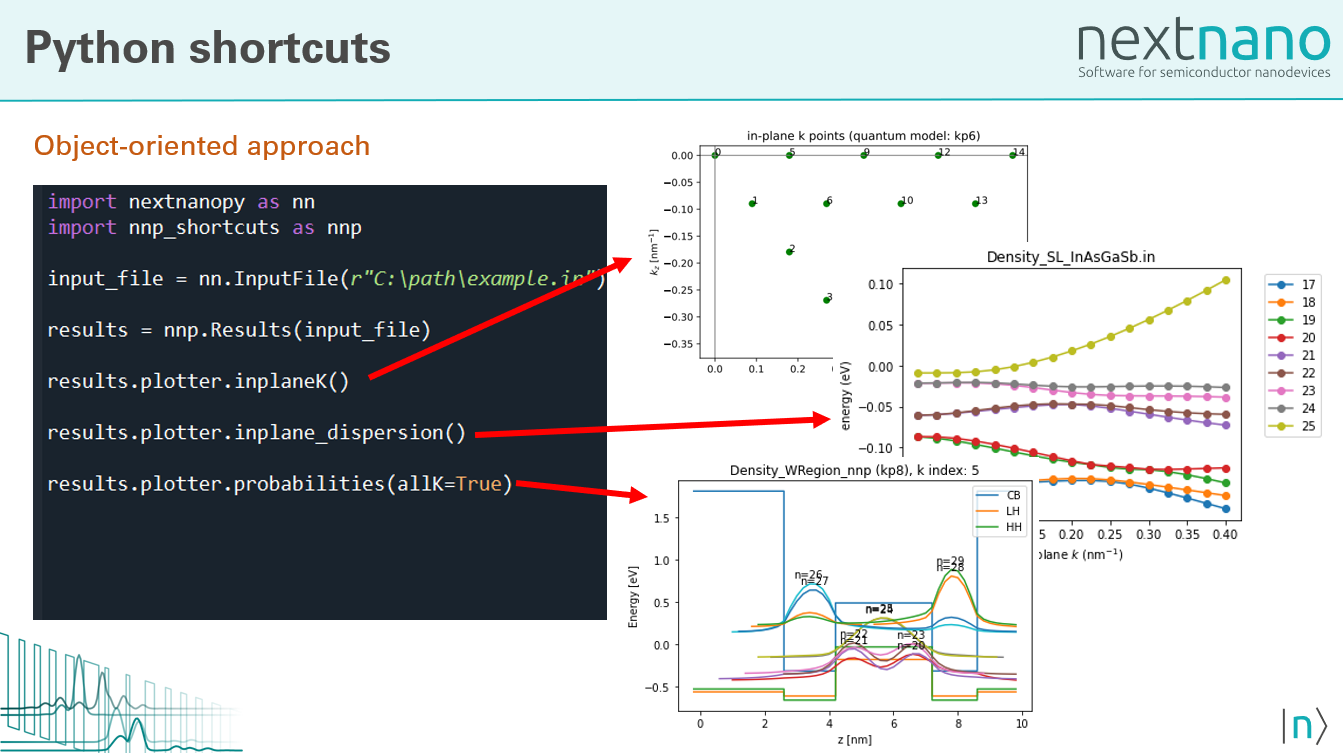 Python shortcuts
nextnano
Software for semiconductor nanodevices
Object-oriented approach
import nextnanopy as nn
import nnp_shortcuts as nnp
input_file = nn.InputFile(r"C:\path\example.in")
results = nnp.Results(input_file)
results.plotter.inplaneK()
results.plotter.inplane_dispersion()
results.plotter.probabilities(allK=True)
in-plane k points (quantum model: kp6)
0 5 9 12 14
1 6 10 13
2
3
0.00
−0.05
−0.10
−0.15
−0.20
−0.25
−0.30
−0.35
kz [nm−1]
0.0 0.1 0.2
Density_SL_InAsGaSb.in
0.10
0.05
0.00
−0.05
−0.10
energy (eV)
5 0.20 0.25 0.30 0.35 0.40
plane k (nm−1)
17
18
19
20
21
22
23
24
25
Density_WRegion_nnp (kp8), k index: 5
CB
LH
HH
1.5
1.0
0.5
0.0
−0.5
Energy [eV]
n=29
n=28
n=26
n=27
n=22
n=21
n=23
n=20
0 2 4 6 8 10
z [nm]
|n⟩